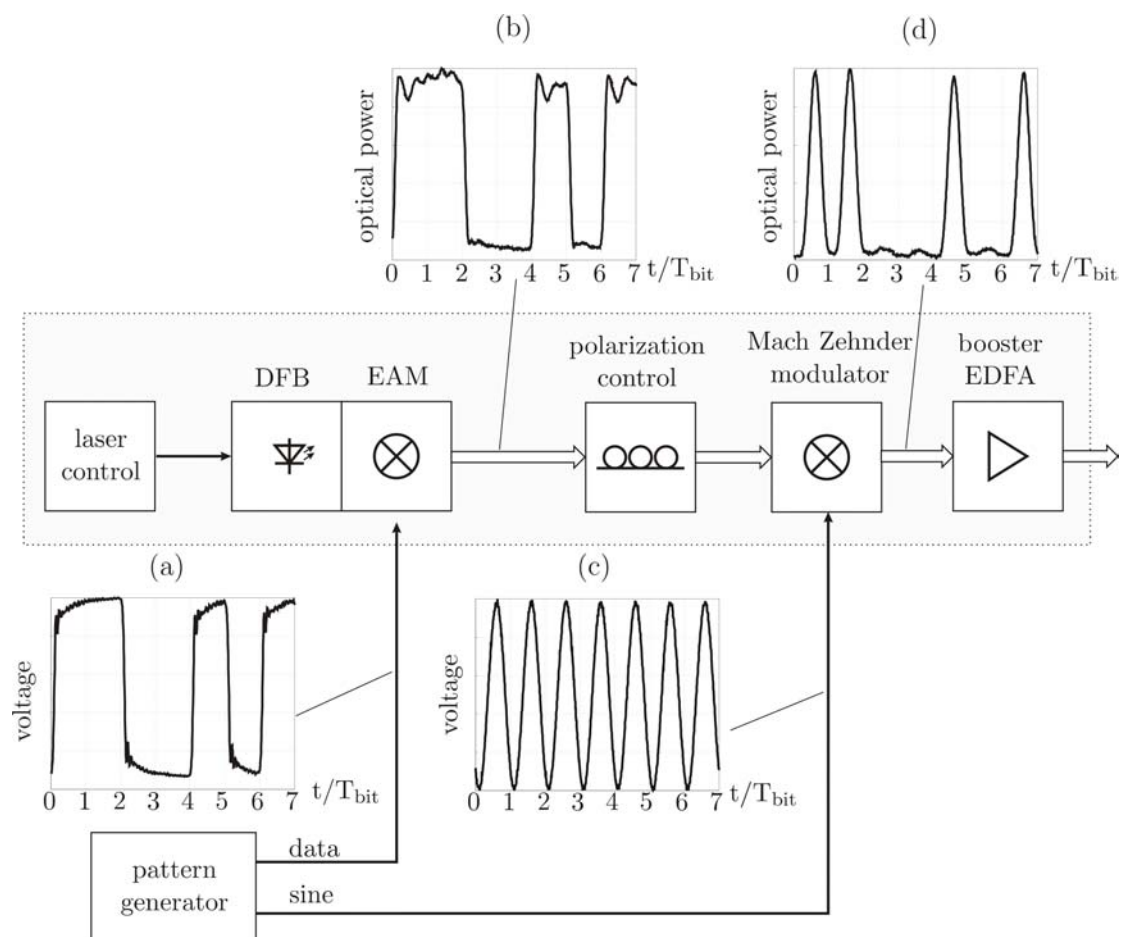 (b)
(d)
optical power
0 1 2 3 4 5 6 7 t/T_bit
optical power
0 1 2 3 4 5 6 7 t/T_bit
DFB
EAM
polarization
control
Mach Zehnder
modulator
booster
EDFA
laser
control
(a)
(c)
voltage
0 1 2 3 4 5 6 7 t/T_bit
voltage
0 1 2 3 4 5 6 7 t/T_bit
pattern
generator
data
sine